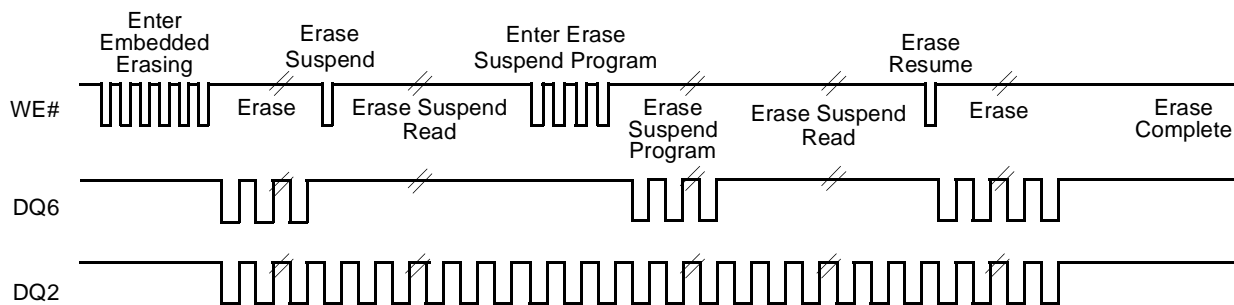 Enter
Embedded
Erasing
Erase
Suspend
Enter Erase
Suspend Program
Erase
Resume
WE#
Erase
Erase Suspend
Read
Erase
Suspend
Program
Erase Suspend
Read
Erase
Erase
Complete
DQ6
DQ2